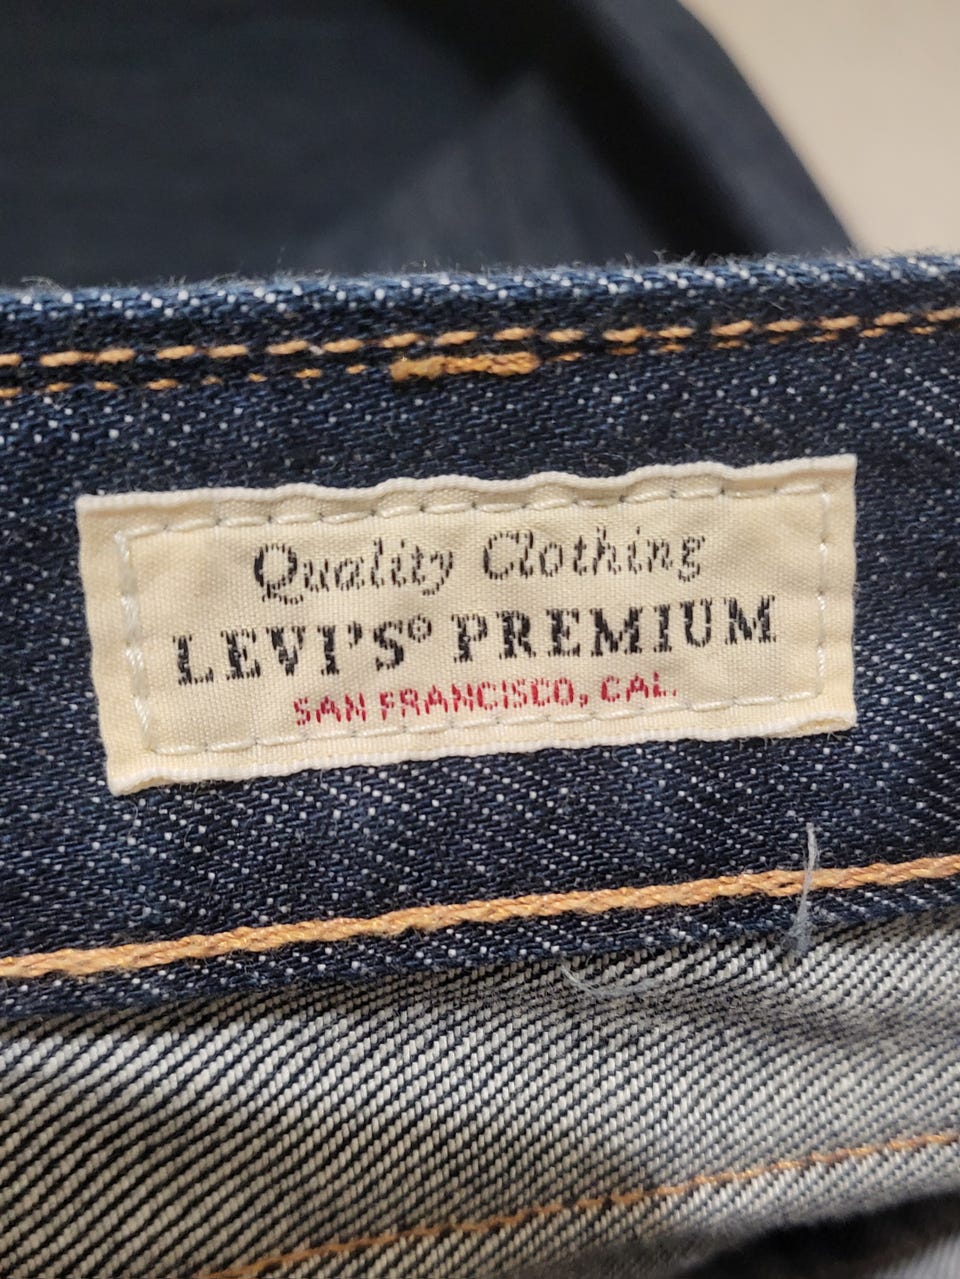 Quality Clothing
LEVI'S® PREMIUM
SAN FRANCISCO, CAL.